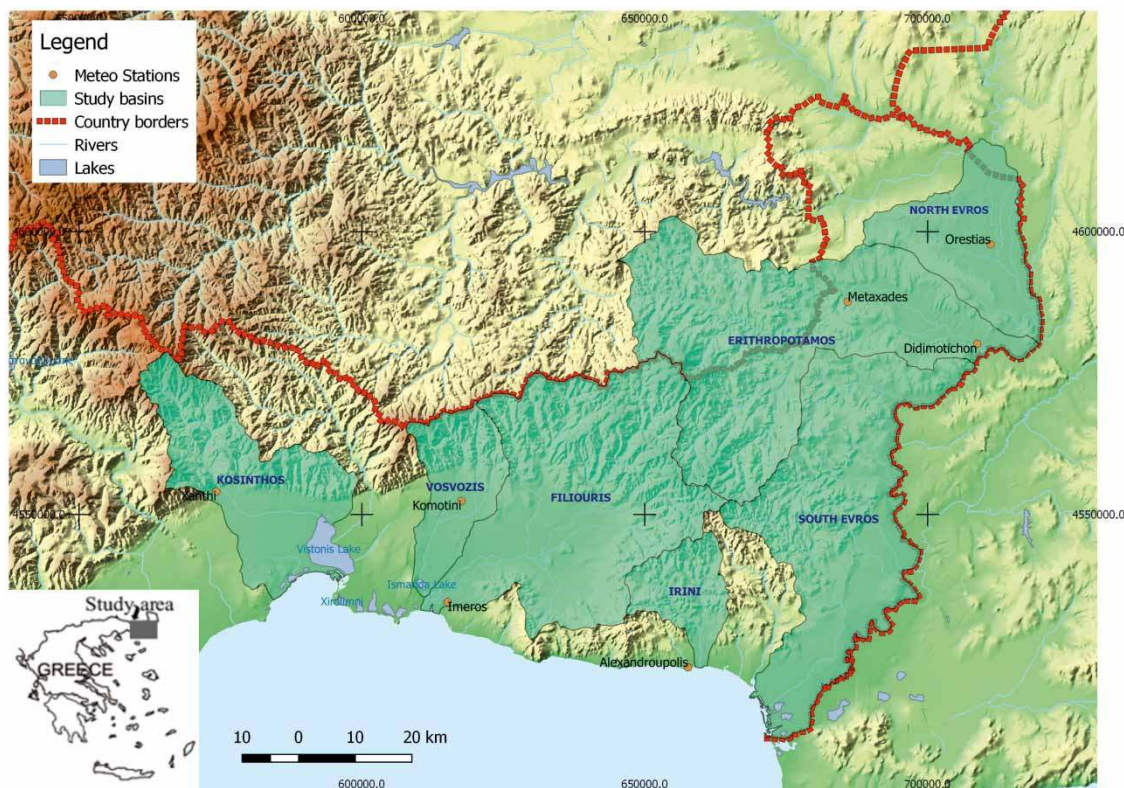 600000.0
650000.0
700000.0
Legend
Meteo Stations
Study basins
Country borders
Rivers
Lakes
NORTH EVROS
4600000.0
Orestias
Metaxades
ERITHROPOTAMOS
Didimotichon
KOSINTHOS
VOSVOZIS
FILIOURIS
Xanthi
Komotini
4550000.0
4550000.0
SOUTH EVROS
Vistonis Lake
Ismarida Lake
IRINI
Xirolimni
Imeros
Study area
GREECE
Alexandroupolis
10 0 10 20 km
600000.0
650000.0
700000.0